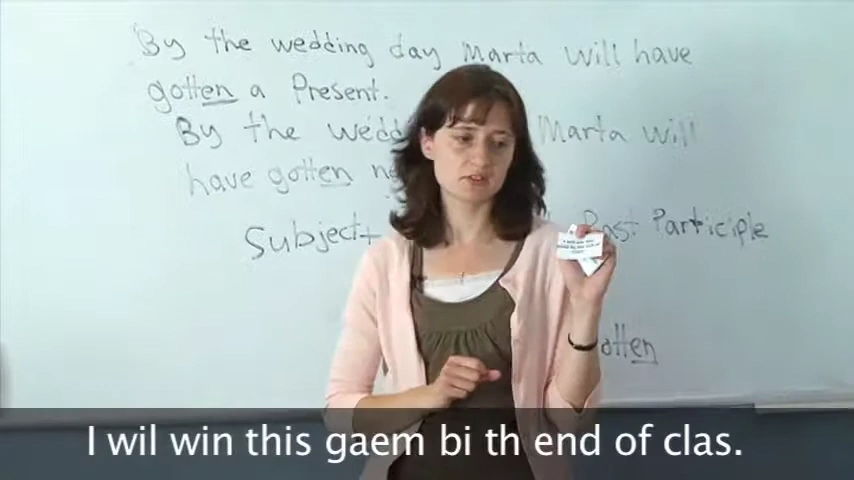 By the wedding day Marta will have
gotten a Present.
By the wedd Marta will
have gotten n
Subject+ Past Participle
otten
I wil win this gaem bi th end of clas.